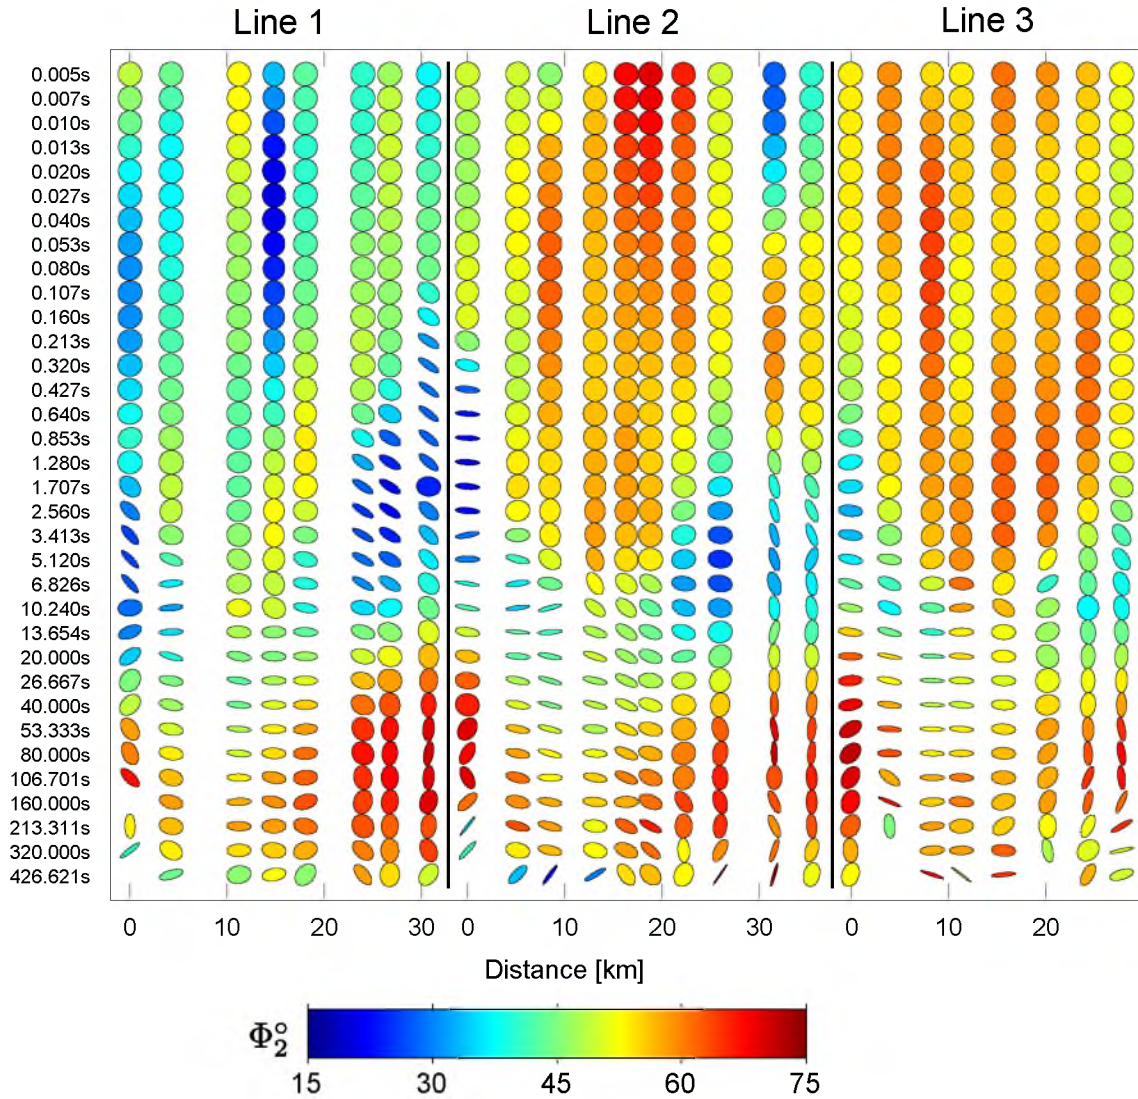 Line 1 Line 2 Line 3
0.005s
0.007s
0.010s
0.013s
0.020s
0.027s
0.040s
0.053s
0.080s
0.107s
0.160s
0.213s
0.320s
0.427s
0.640s
0.853s
1.280s
1.707s
2.560s
3.413s
5.120s
6.826s
10.240s
13.654s
20.000s
26.667s
40.000s
53.333s
80.000s
106.701s
160.000s
213.311s
320.000s
426.621s
0 10 20 30 0 10 20 30 0 10 20
Distance [km]
Φ₂°
15 30 45 60 75